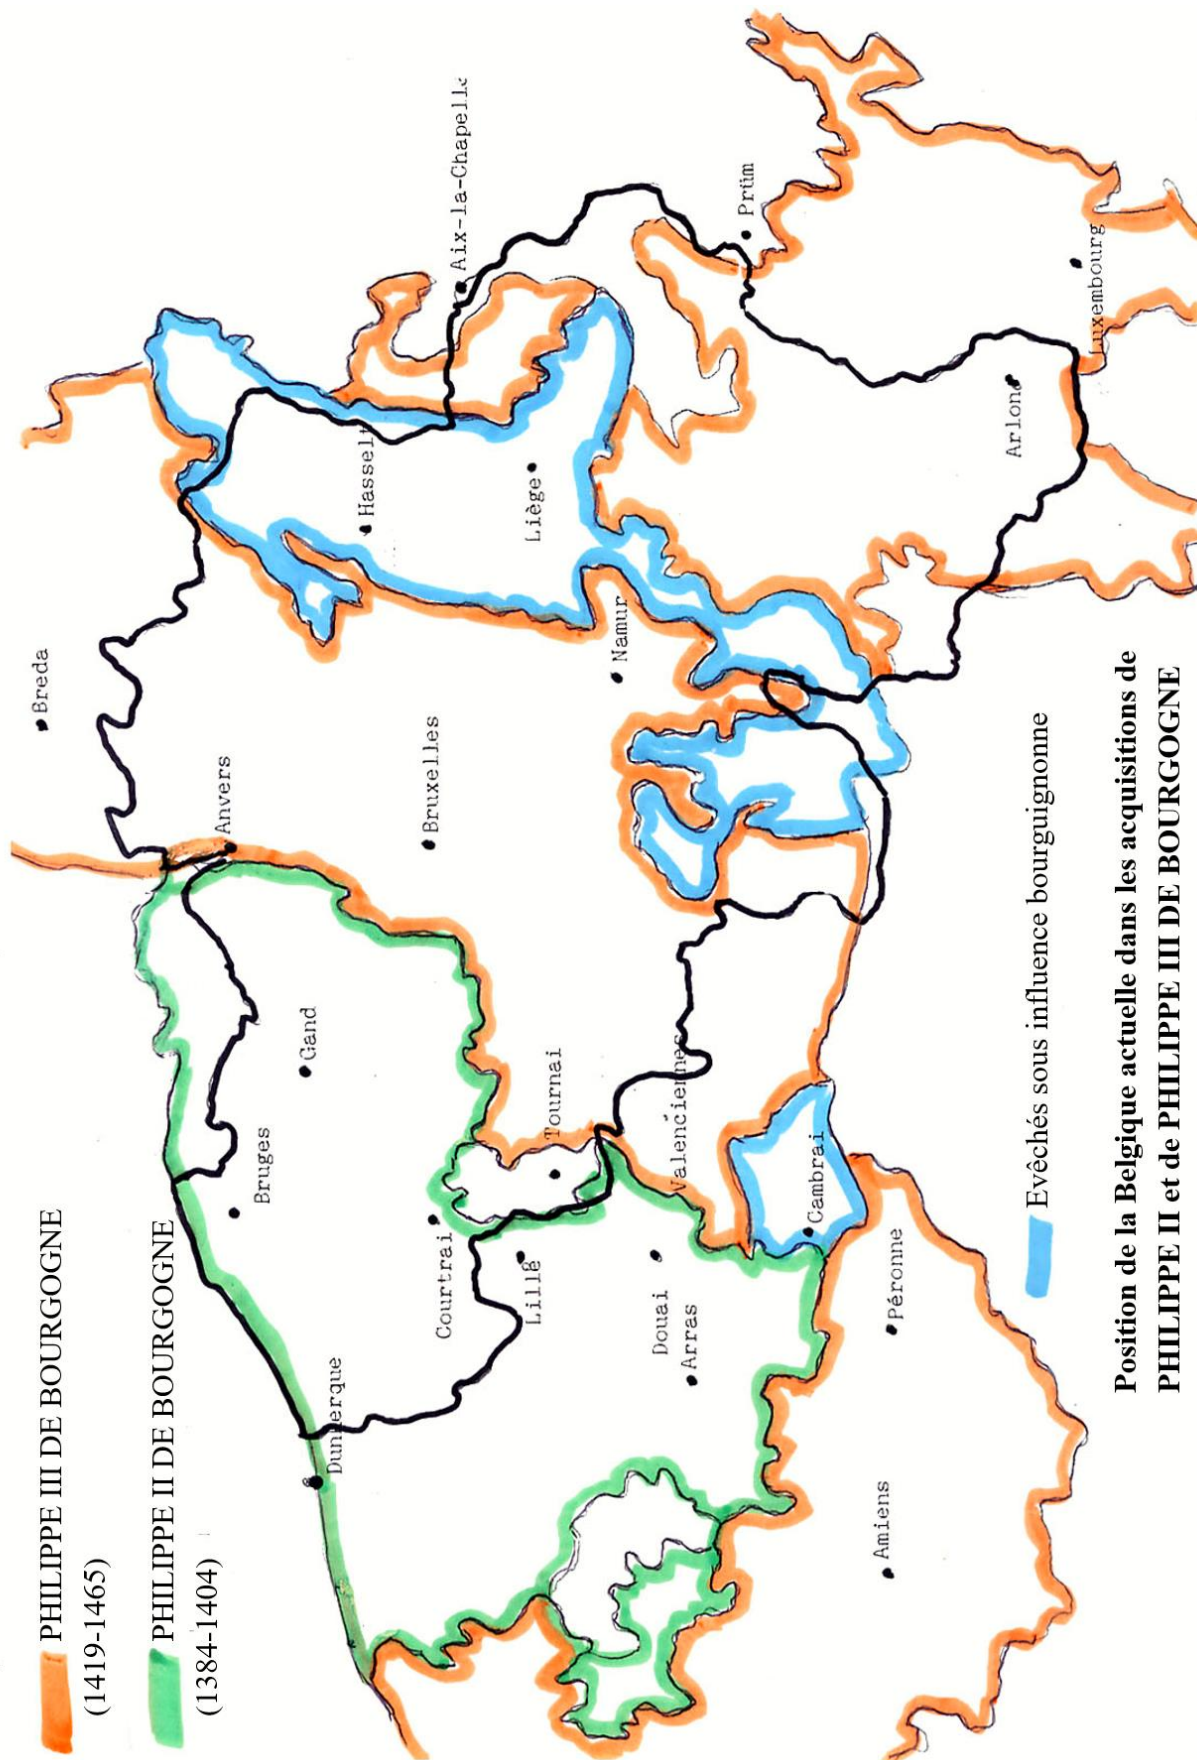 PHILIPPE III DE BOURGOGNE
(1419-1465)
PHILIPPE II DE BOURGOGNE
(1384-1404)
Breda
Anvers
Bruges
Gand
Dunkerque
Hasselt
Bruxelles
Courtrai
Aix-la-Chapelle
Lille
Liège
Tournai
Namur
Douai
Valenciennes
Arras
Prüm
Cambrai
Amiens
Péronne
Arlon
Evêchés sous influence bourguignonne
Luxembourg
Position de la Belgique actuelle dans les acquisitions de
PHILIPPE II et de PHILIPPE III DE BOURGOGNE